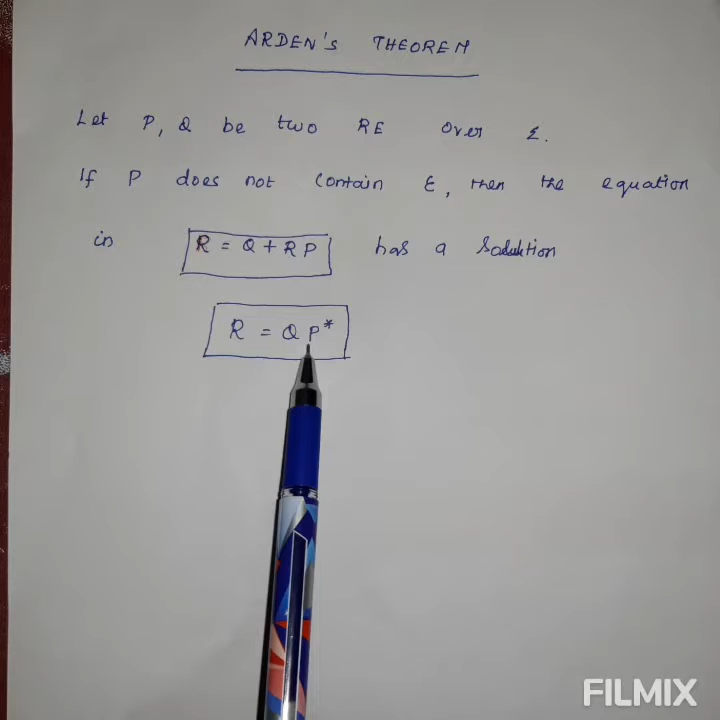 ARDEN'S THEOREM
Let P, Q be two RE over Σ.
If P does not contain ε, then the equation
in R = Q + RP has a solution
R = QP*
FILMIX